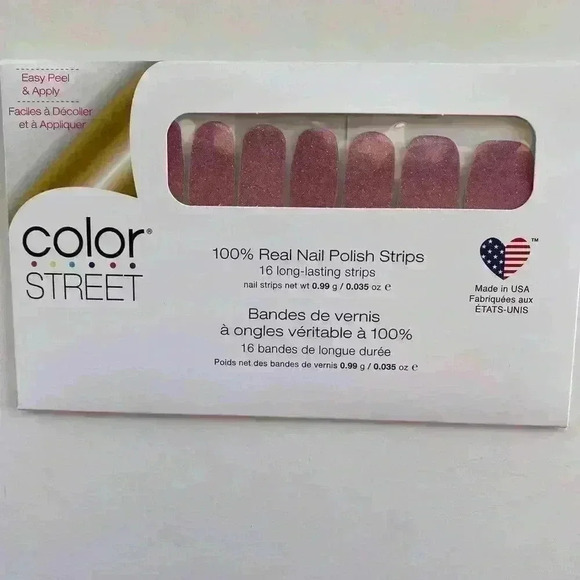 Easy Peel
& Apply
Faciles à Décoller
et à Appliquer
color®
STREET
100% Real Nail Polish Strips
16 long-lasting strips
nail strips net wt 0.99 g / 0.035 oz ℮
Bandes de vernis
à ongles véritable à 100%
16 bandes de longue durée
Poids net des bandes de vernis 0.99 g / 0.035 oz ℮
™
Made in USA
Fabriquées aux
ÉTATS-UNIS